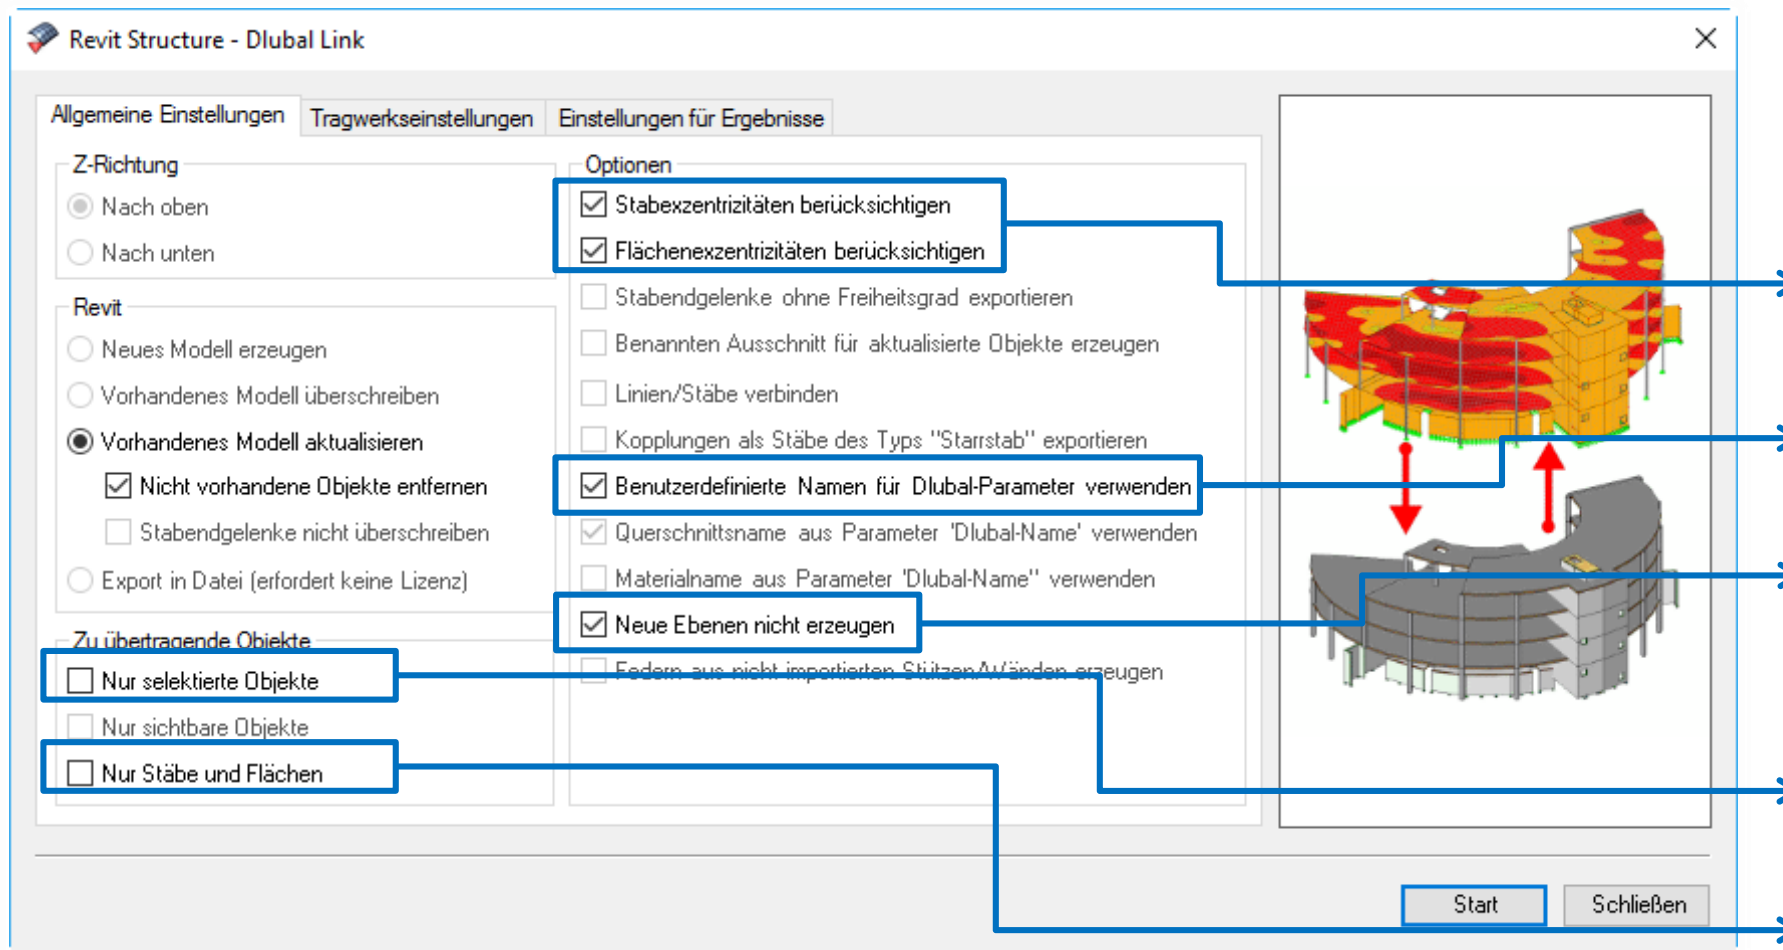 Revit Structure - Dlubal Link
Allgemeine Einstellungen
Tragwerkseinstellungen
Einstellungen für Ergebnisse
Z-Richtung
Nach oben
Nach unten
Revit
Neues Modell erzeugen
Vorhandenes Modell überschreiben
Vorhandenes Modell aktualisieren
Nicht vorhandene Objekte entfernen
Stabendgelenke nicht überschreiben
Export in Datei (erfordert keine Lizenz)
Zu übertragende Objekte
Nur selektierte Objekte
Nur sichtbare Objekte
Nur Stäbe und Flächen
Optionen
Stabexzentrizitäten berücksichtigen
Flächenexzentrizitäten berücksichtigen
Stabendgelenke ohne Freiheitsgrad exportieren
Benannten Ausschnitt für aktualisierte Objekte erzeugen
Linien/Stäbe verbinden
Kopplungen als Stäbe des Typs "Starrstab" exportieren
Benutzerdefinierte Namen für Dlubal-Parameter verwenden
Querschnittsname aus Parameter 'Dlubal-Name' verwenden
Materialname aus Parameter 'Dlubal-Name'' verwenden
Neue Ebenen nicht erzeugen
Federn aus nicht importierten Stützen/Wänden erzeugen
Start
Schließen